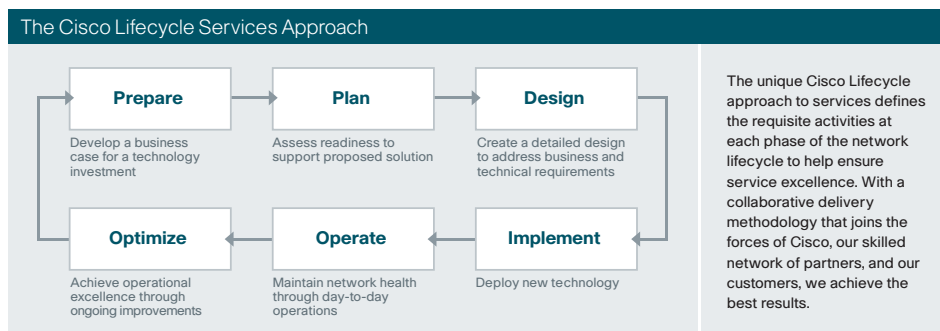 The Cisco Lifecycle Services Approach
Prepare
Develop a business
case for a technology
investment
Plan
Assess readiness to
support proposed solution
Design
Create a detailed design
to address business and
technical requirements
Optimize
Achieve operational
excellence through
ongoing improvements
Operate
Maintain network health
through day-to-day
operations
Implement
Deploy new technology
The unique Cisco Lifecycle
approach to services defines
the requisite activities at
each phase of the network
lifecycle to help ensure
service excellence. With a
collaborative delivery
methodology that joins the
forces of Cisco, our skilled
network of partners, and our
customers, we achieve the
best results.